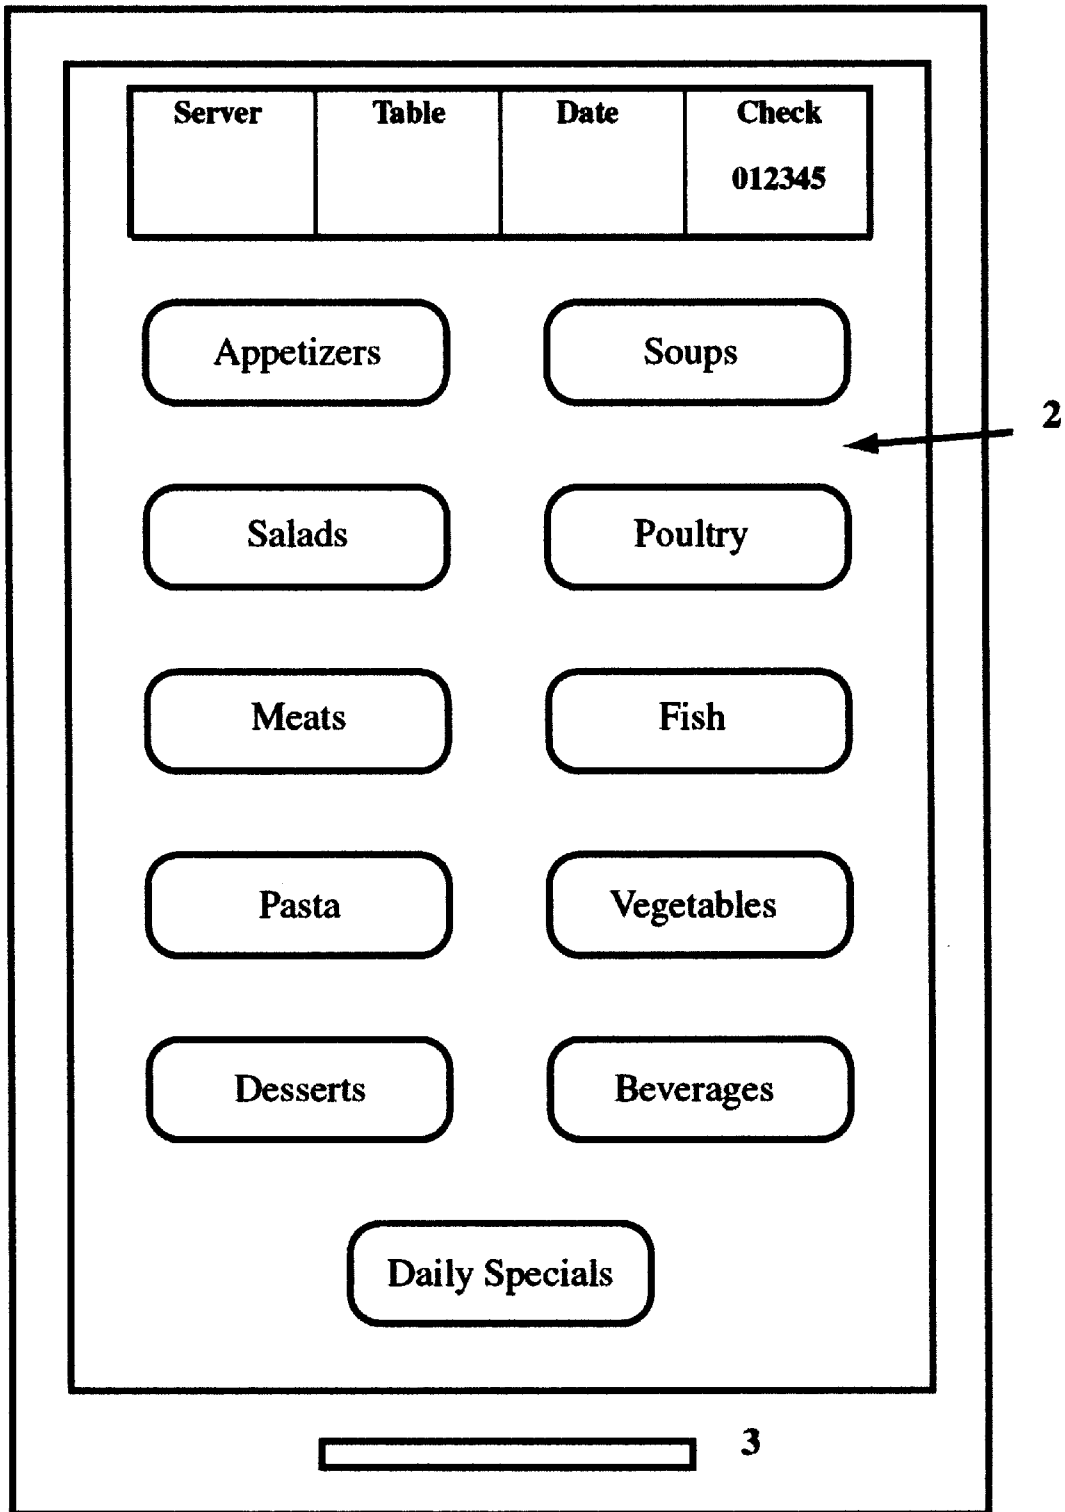 Server Table Date Check
012345
Appetizers Soups
2
Salads Poultry
Meats Fish
Pasta Vegetables
Desserts Beverages
Daily Specials
3